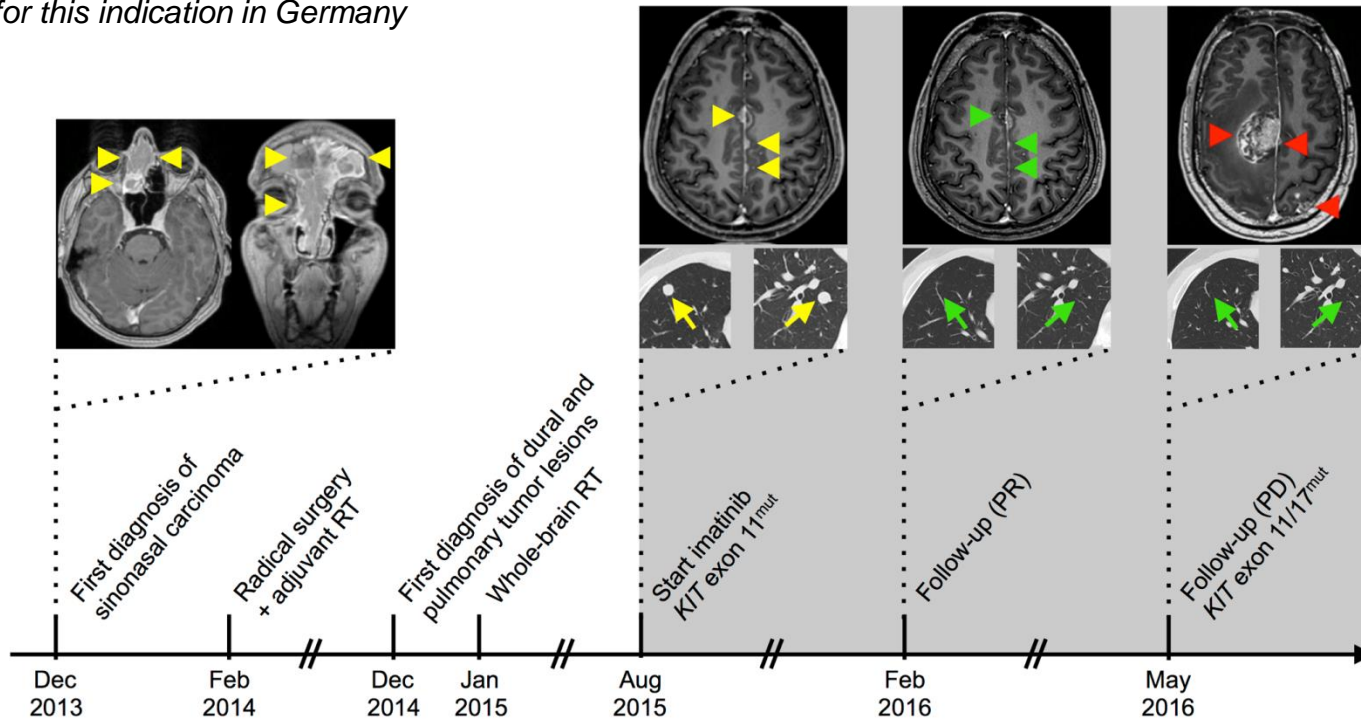 for this indication in Germany
First diagnosis of
sinonasal carcinoma
Radical surgery
+ adjuvant RT
First diagnosis of dural and
pulmonary tumor lesions
Whole-brain RT
Start imatinib
KIT exon 11mut
Follow-up (PR)
Follow-up (PD)
KIT exon 11/17mut
Dec
2013
Feb
2014
Dec
2014
Jan
2015
Aug
2015
Feb
2016
May
2016